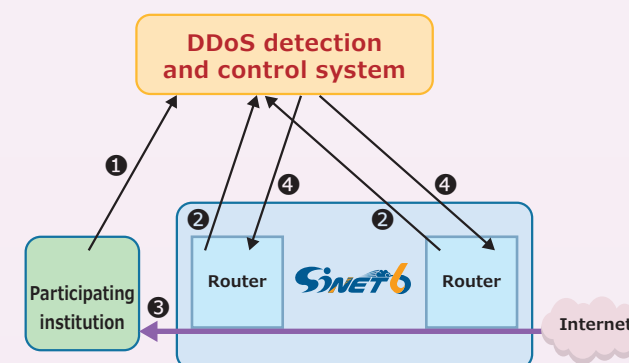 DDoS detection
and control system
❶
❹
❹
❷
❷
Router
SINET6
Router
Participating
institution
❸
Internet